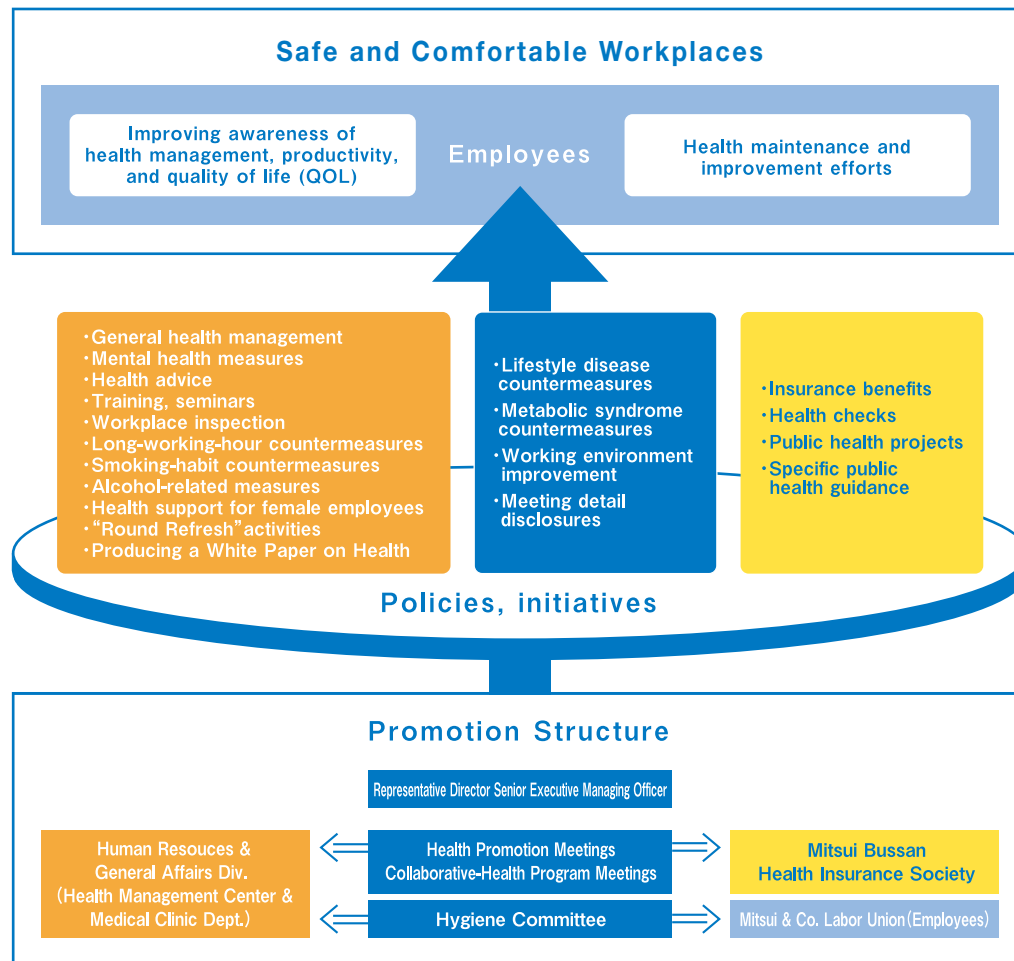 Safe and Comfortable Workplaces
Improving awareness of
health management, productivity,
and quality of life (QOL)
Employees
Health maintenance and
improvement efforts
・General health management
・Mental health measures
・Health advice
・Training, seminars
・Workplace inspection
・Long-working-hour countermeasures
・Smoking-habit countermeasures
・Alcohol-related measures
・Health support for female employees
・“Round Refresh”activities
・Producing a White Paper on Health
・Lifestyle disease
countermeasures
・Metabolic syndrome
countermeasures
・Working environment
improvement
・Meeting detail
disclosures
・Insurance benefits
・Health checks
・Public health projects
・Specific public
health guidance
Policies, initiatives
Promotion Structure
Representative Director Senior Executive Managing Officer
Human Resouces &
General Affairs Div.
(Health Management Center &
Medical Clinic Dept.)
Health Promotion Meetings
Collaborative-Health Program Meetings
Mitsui Bussan
Health Insurance Society
Hygiene Committee
Mitsui & Co. Labor Union(Employees)